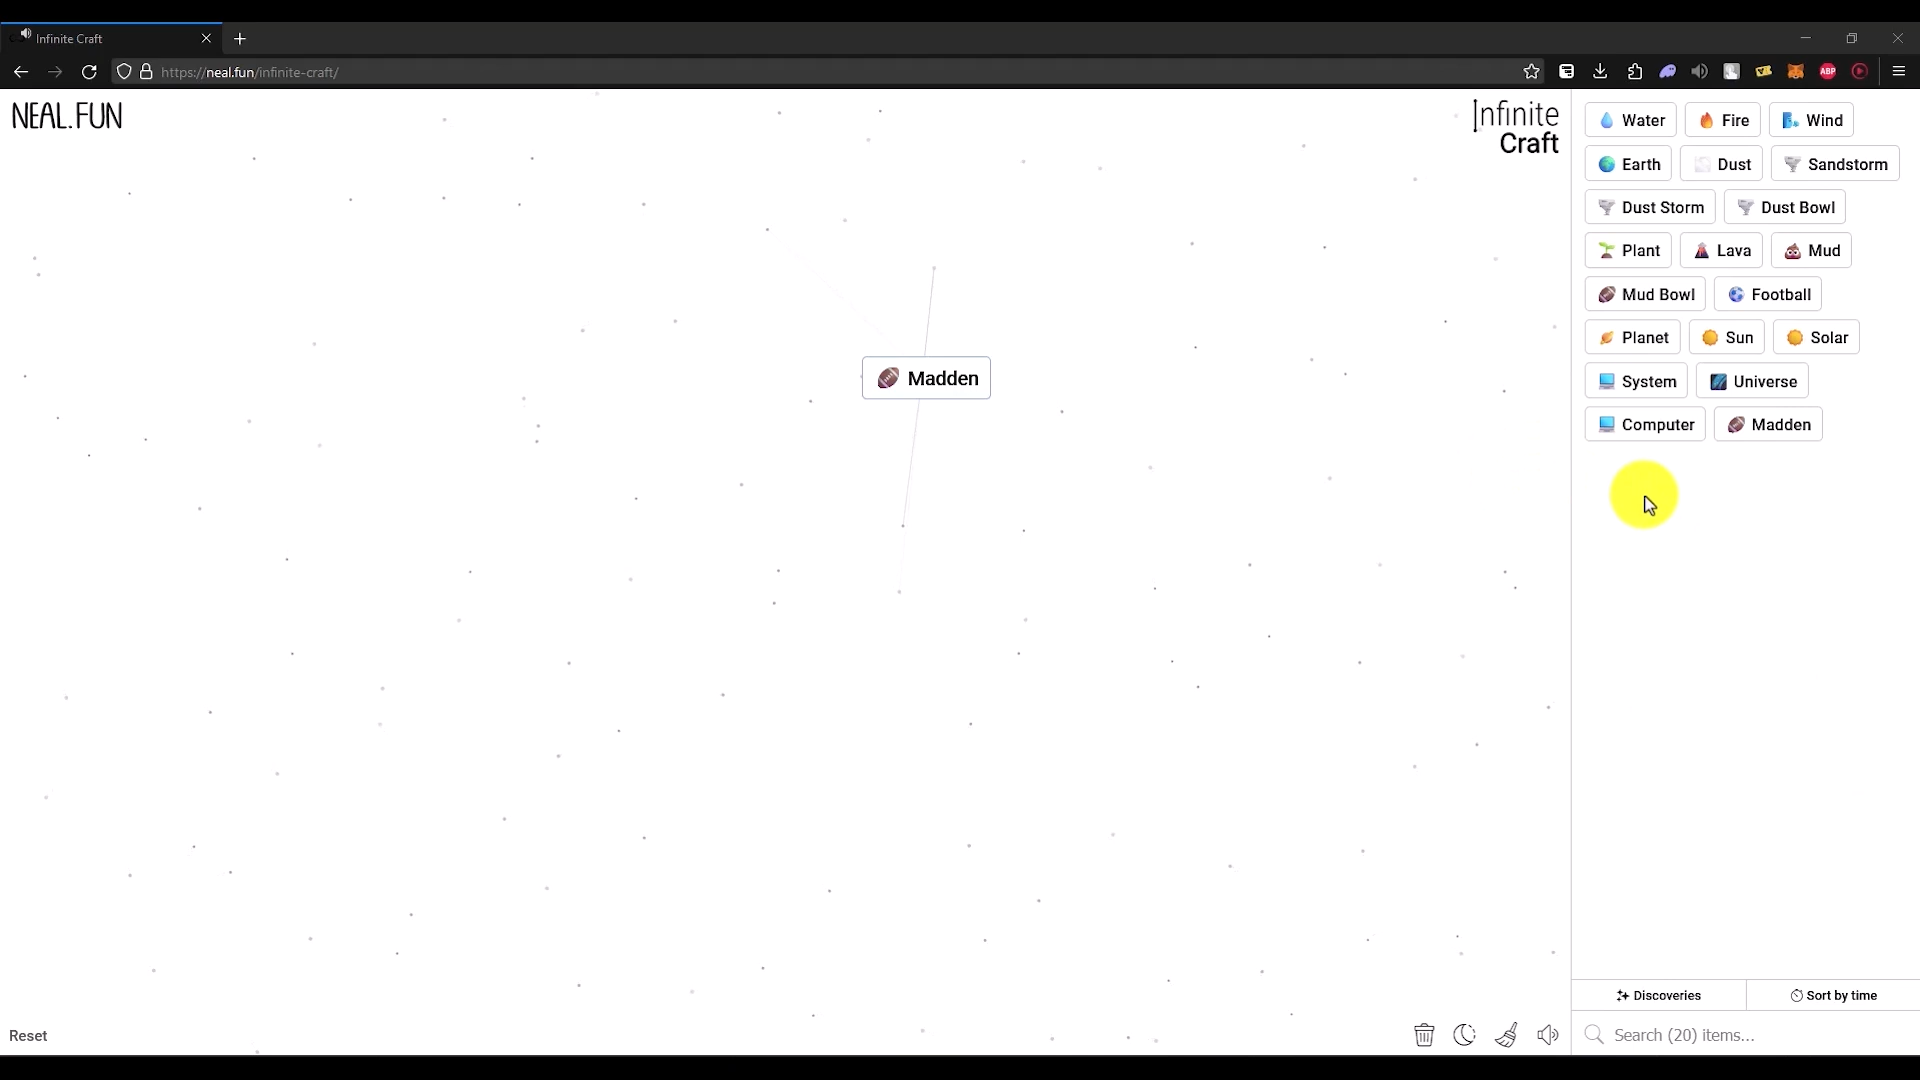 Infinite Craft
https://neal.fun/infinite-craft/
ABP
NEAL.FUN
Infinite
Craft
Water Fire Wind
Earth Dust Sandstorm
Dust Storm Dust Bowl
Plant Lava Mud
Mud Bowl Football
Planet Sun Solar
System Universe
Computer Madden
Madden
Discoveries Sort by time
Reset
Search (20) items...